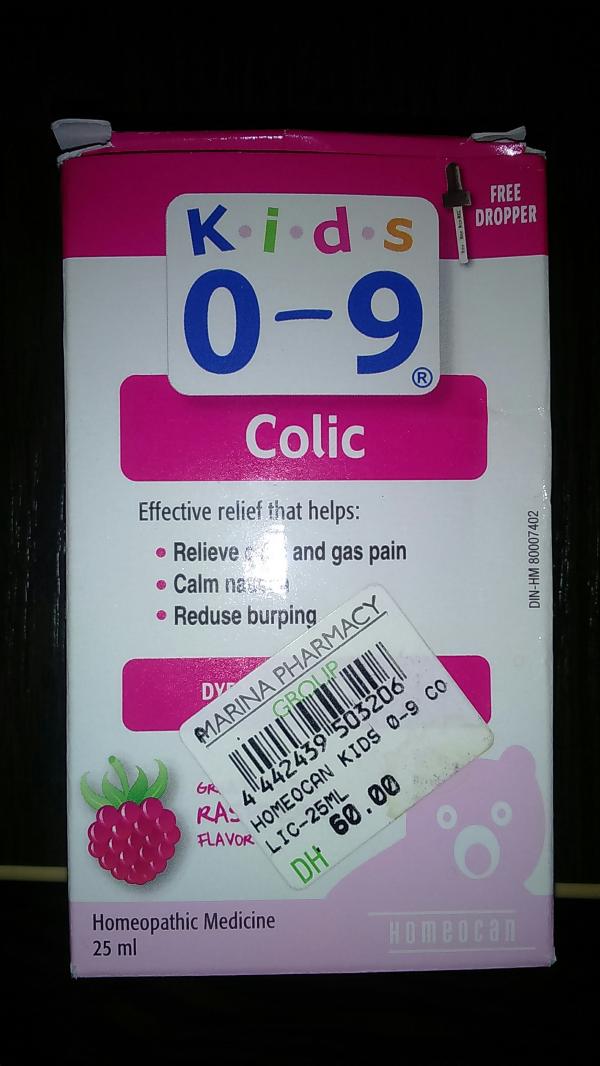 FREE
DROPPER
K·i·d·s
0-9
®
Colic
Effective relief that helps:
• Relieve and gas pain
• Calm
• Reduse burping
DIN-HM 80007402
MARINA PHARMACY
GROUP
4 442439 503206
HOMEOCAN KIDS 0-9 CO
LIC-25ML
DH 60.00
FLAVOR
Homeopathic Medicine
25 ml
Homeocan